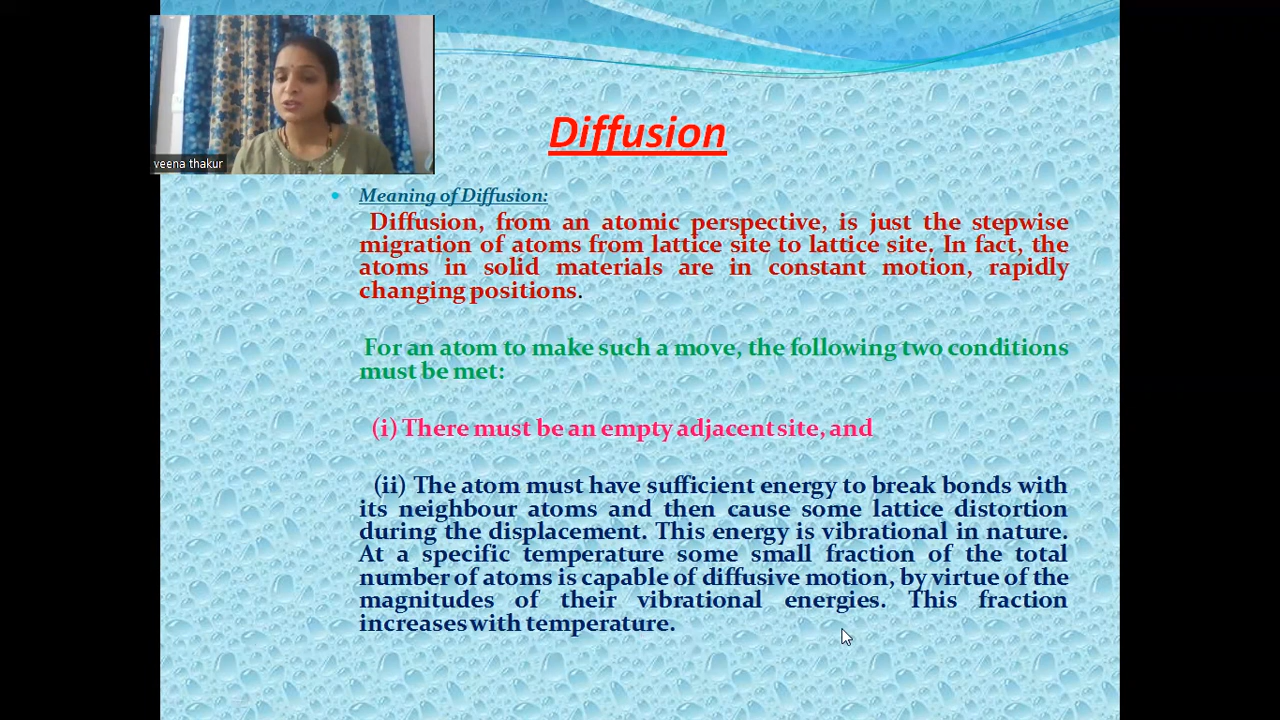 veena thakur
Diffusion
Meaning of Diffusion:
Diffusion, from an atomic perspective, is just the stepwise
migration of atoms from lattice site to lattice site. In fact, the
atoms in solid materials are in constant motion, rapidly
changing positions.
For an atom to make such a move, the following two conditions
must be met:
(i) There must be an empty adjacent site, and
(ii) The atom must have sufficient energy to break bonds with
its neighbour atoms and then cause some lattice distortion
during the displacement. This energy is vibrational in nature.
At a specific temperature some small fraction of the total
number of atoms is capable of diffusive motion, by virtue of the
magnitudes of their vibrational energies. This fraction
increases with temperature.